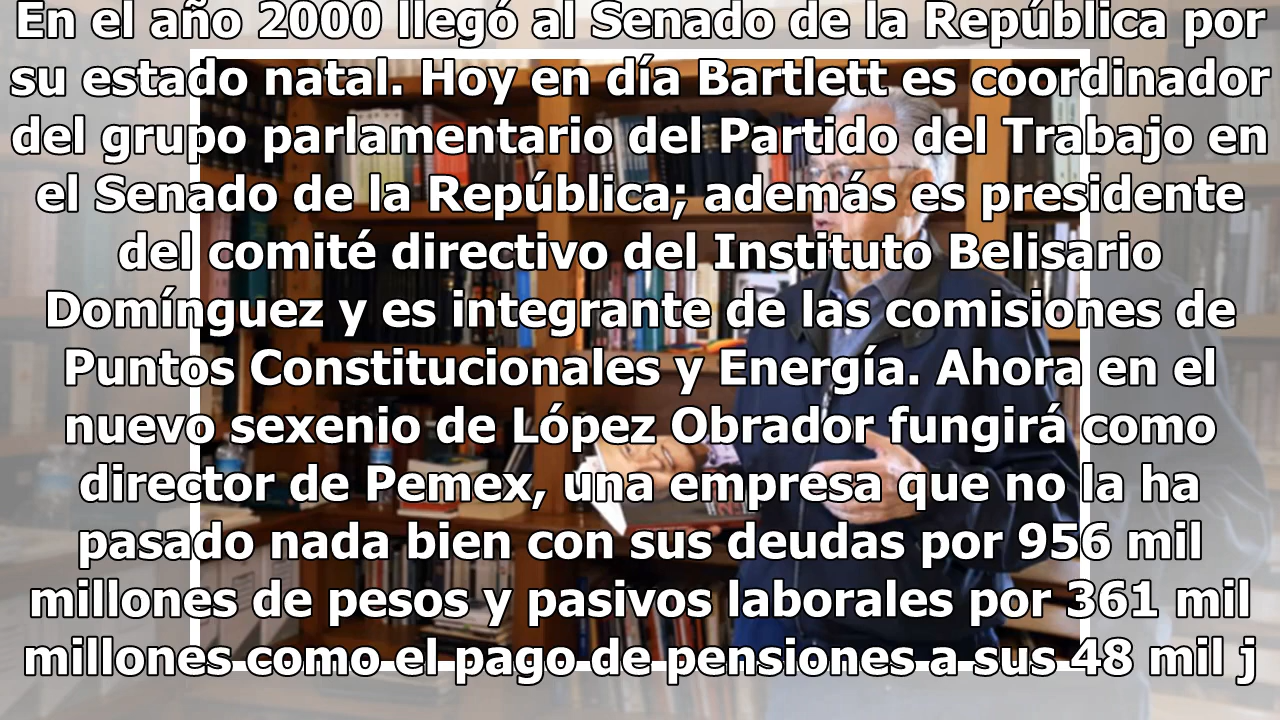 En el año 2000 llegó al Senado de la República por
su estado natal. Hoy en día Bartlett es coordinador
del grupo parlamentario del Partido del Trabajo en
el Senado de la República; además es presidente
del comité directivo del Instituto Belisario
Domínguez y es integrante de las comisiones de
Puntos Constitucionales y Energía. Ahora en el
nuevo sexenio de López Obrador fungirá como
director de Pemex, una empresa que no la ha
pasado nada bien con sus deudas por 956 mil
millones de pesos y pasivos laborales por 361 mil
millones como el pago de pensiones a sus 48 mil j